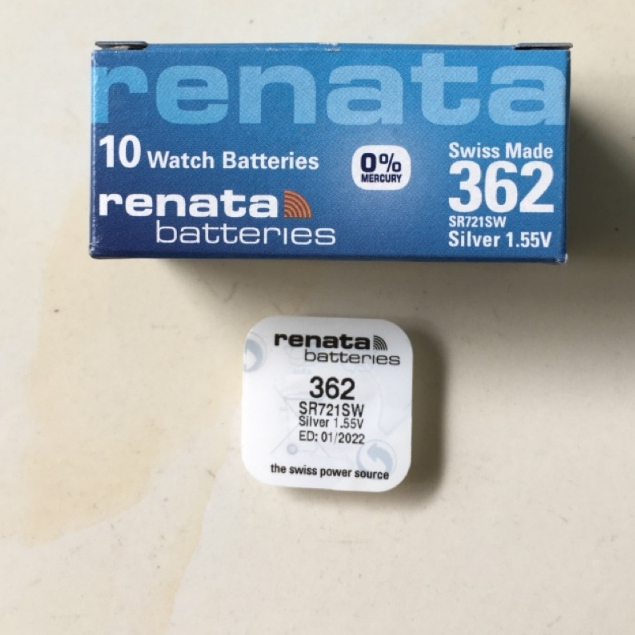 renata
10 Watch Batteries
0%
MERCURY
renata
batteries
Swiss Made
362
SR721SW
Silver 1.55V
renata
batteries
362
SR721SW
Silver 1.55V
ED: 01/2022
the swiss power source